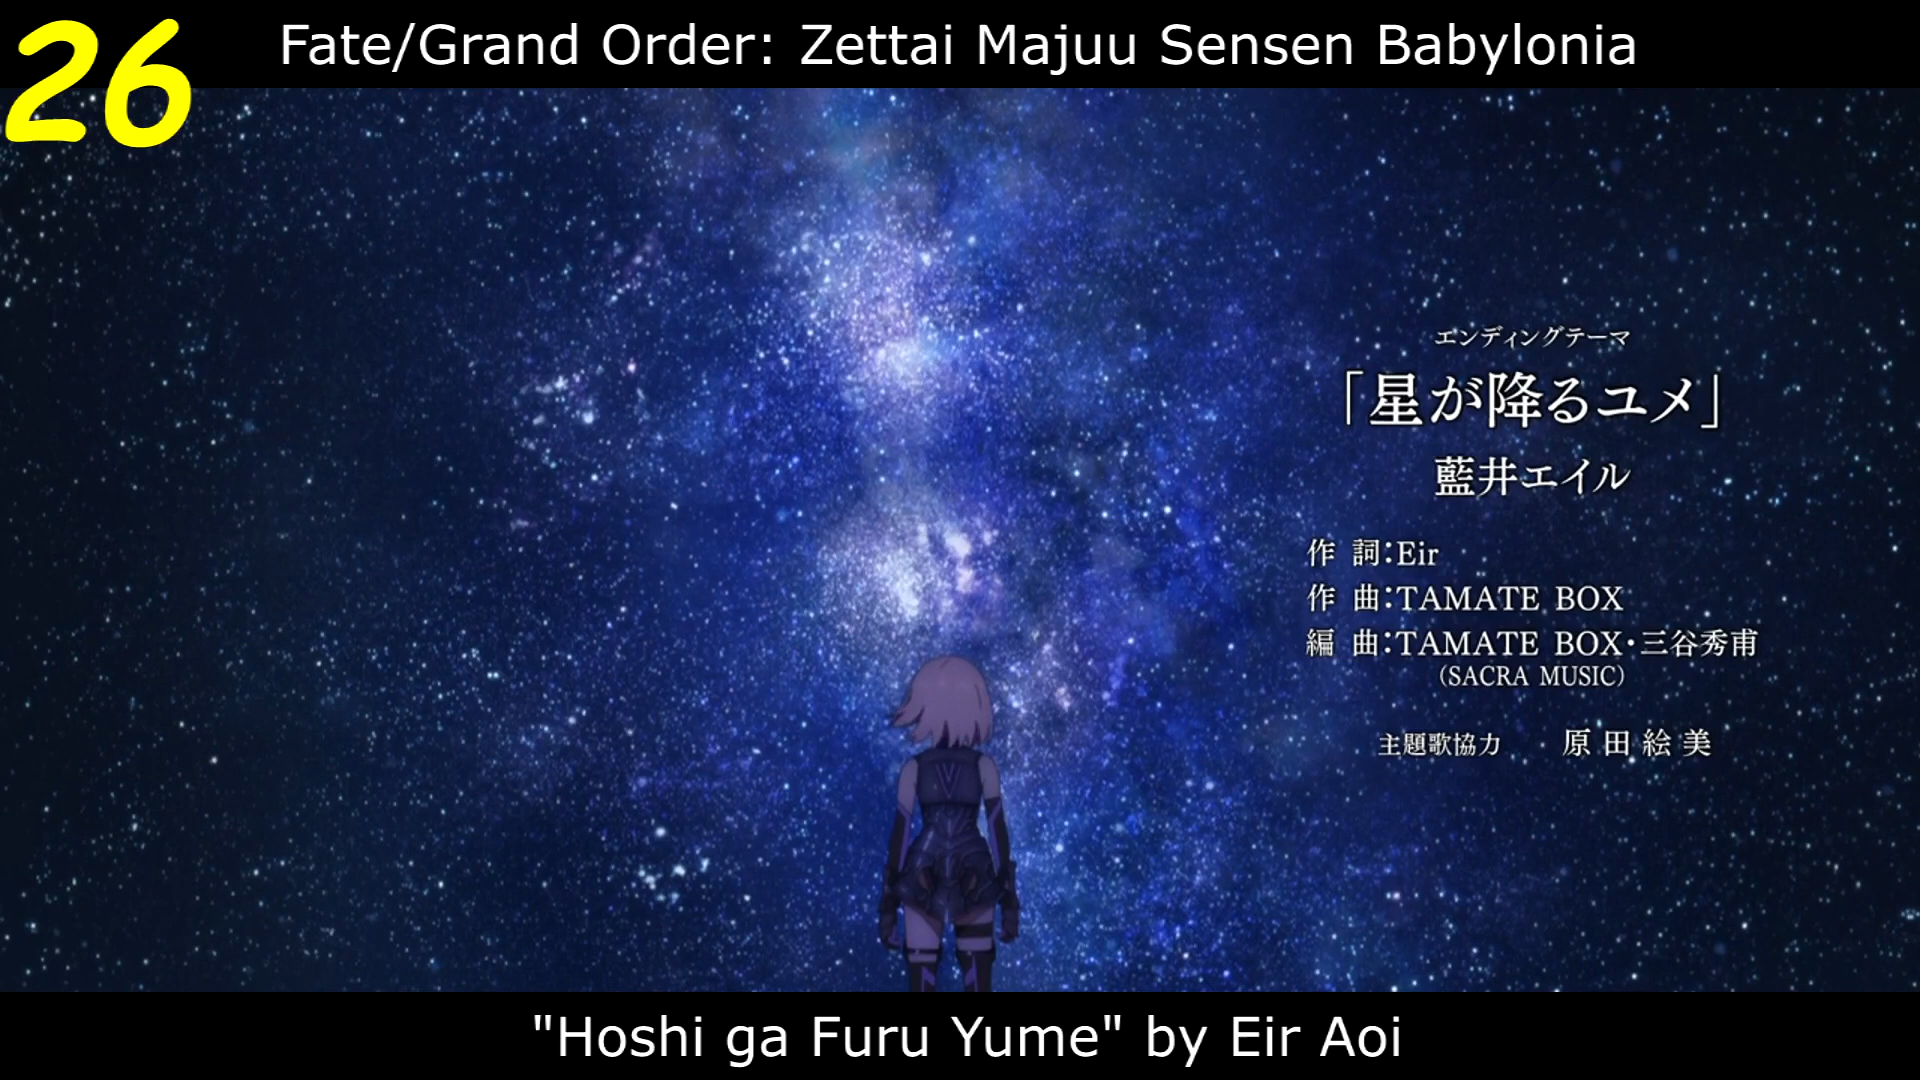 26
Fate/Grand Order: Zettai Majuu Sensen Babylonia
エンディングテーマ
「星が降るユメ」
藍井エイル
作 詞:Eir
作 曲:TAMATE BOX
編 曲:TAMATE BOX・三谷秀甫
(SACRA MUSIC)
主題歌協力 原田絵美
"Hoshi ga Furu Yume" by Eir Aoi